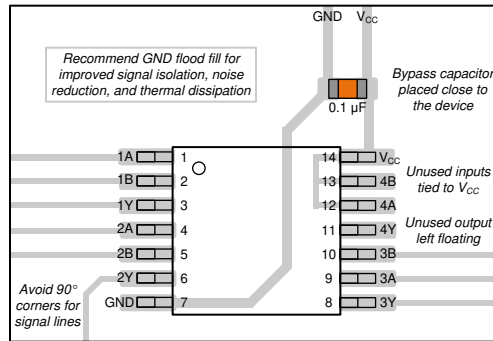 GND VCC
Recommend GND flood fill for
improved signal isolation, noise
reduction, and thermal dissipation
Bypass capacitor
placed close to
the device
0.1 µF
1A 1 14 VCC
1B 2 13 4B
1Y 3 12 4A
2A 4 11 4Y
2B 5 10 3B
2Y 6 9 3A
GND 7 8 3Y
Unused inputs
tied to VCC
Unused output
left floating
Avoid 90°
corners for
signal lines